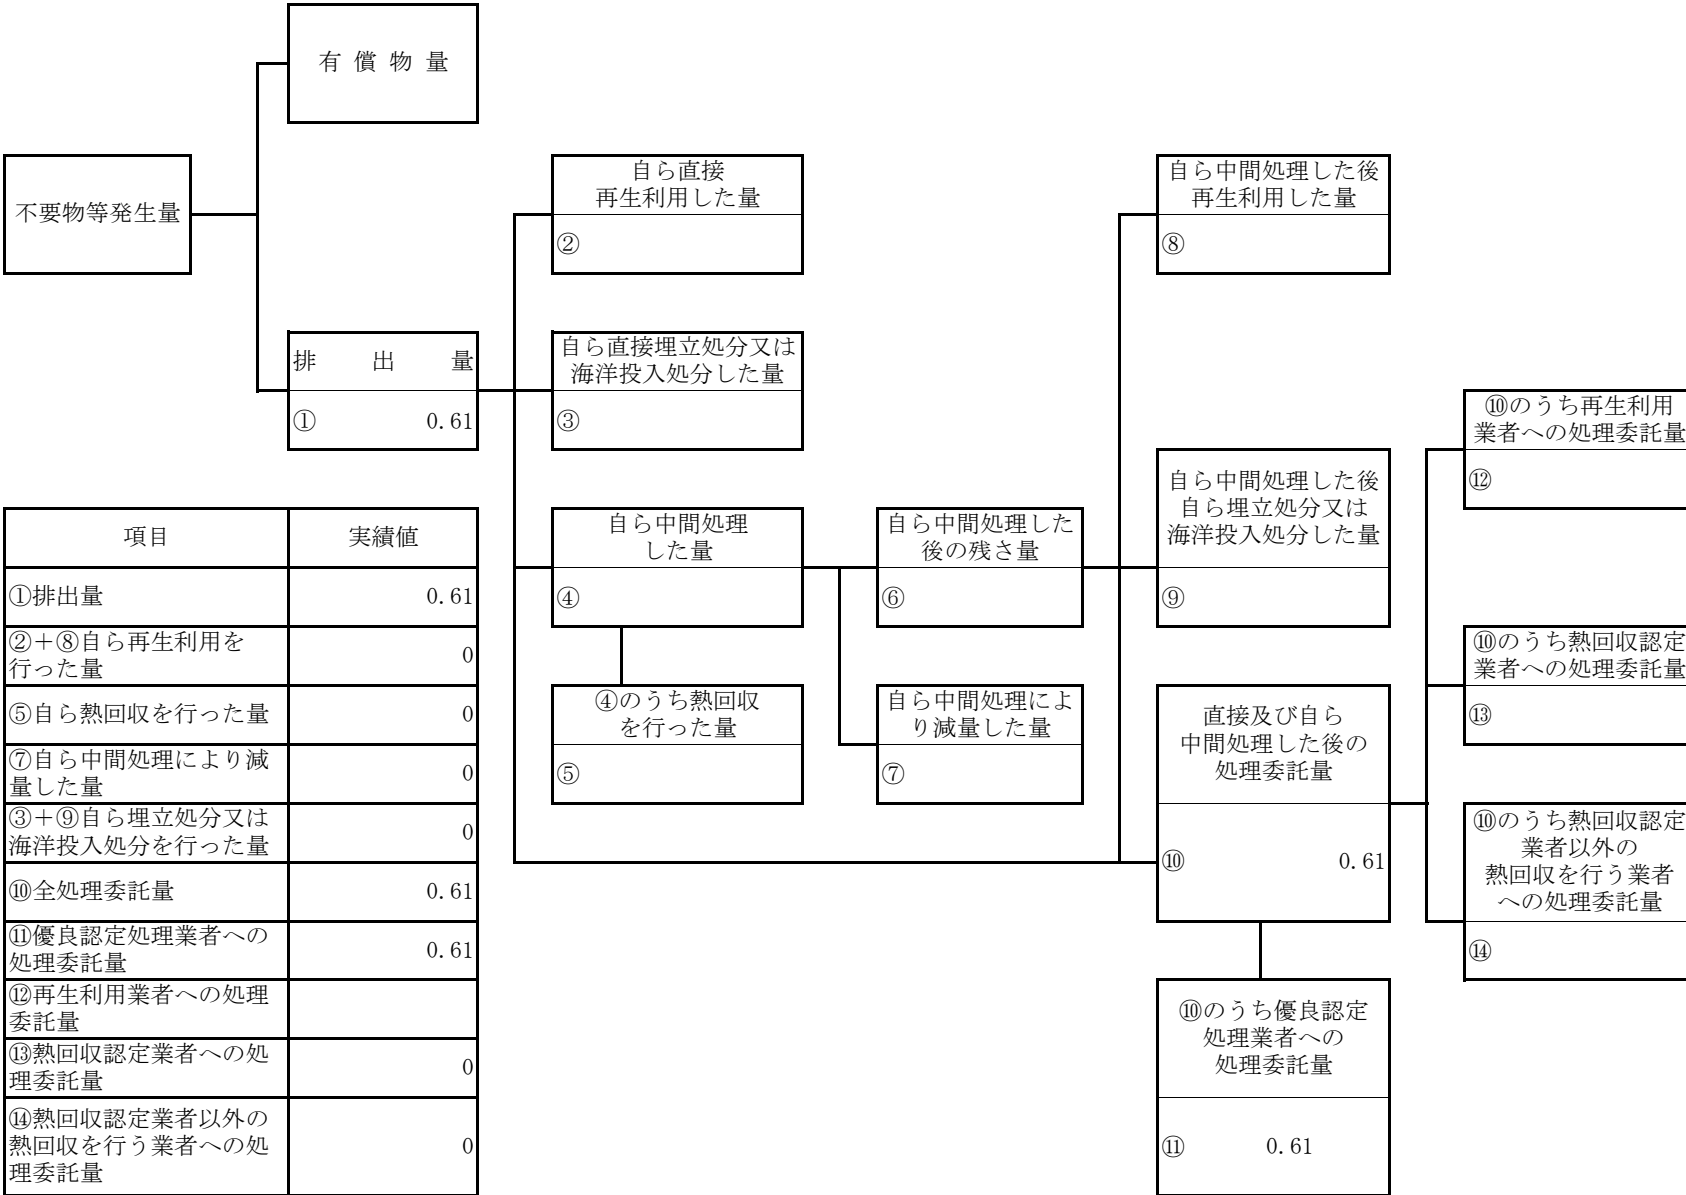 有償物量
不要物等発生量
排出量
① 0.61
自ら直接
再生利用した量
②
自ら直接埋立処分又は
海洋投入処分した量
③
自ら中間処理
した量
④
④のうち熱回収
を行った量
⑤
自ら中間処理した
後の残さ量
⑥
自ら中間処理によ
り減量した量
⑦
自ら中間処理した後
再生利用した量
⑧
自ら中間処理した後
自ら埋立処分又は
海洋投入処分した量
⑨
直接及び自ら
中間処理した後の
処理委託量
⑩ 0.61
⑩のうち優良認定
処理業者への
処理委託量
⑪ 0.61
⑩のうち再生利用
業者への処理委託量
⑫
⑩のうち熱回収認定
業者への処理委託量
⑬
⑩のうち熱回収認定
業者以外の
熱回収を行う業者
への処理委託量
⑭
項目 実績値
①排出量 0.61
②＋⑧自ら再生利用を
行った量 0
⑤自ら熱回収を行った量 0
⑦自ら中間処理により減
量した量 0
③＋⑨自ら埋立処分又は
海洋投入処分を行った量 0
⑩全処理委託量 0.61
⑪優良認定処理業者への
処理委託量 0.61
⑫再生利用業者への処理
委託量
⑬熱回収認定業者への処
理委託量 0
⑭熱回収認定業者以外の
熱回収を行う業者への処
理委託量 0